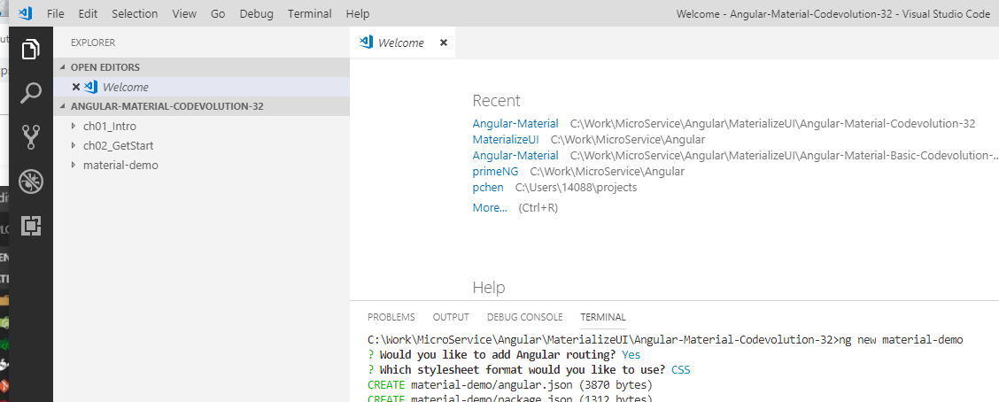 File Edit Selection View Go Debug Terminal Help Welcome - Angular-Material-Codevolution-32 - Visual Studio Code
EXPLORER
OPEN EDITORS
Welcome
ANGULAR-MATERIAL-CODEVOLUTION-32
ch01_Intro
ch02_GetStart
material-demo
Welcome
Recent
Angular-Material C:\Work\MicroService\Angular\MaterializeUI\Angular-Material-Codevolution-32
MaterializeUI C:\Work\MicroService\Angular
Angular-Material C:\Work\MicroService\Angular\MaterializeUI\Angular-Material-Basic-Codevolution-...
primeNG C:\Work\MicroService\Angular
pchen C:\Users\14088\projects
More... (Ctrl+R)
Help
PROBLEMS OUTPUT DEBUG CONSOLE TERMINAL
C:\Work\MicroService\Angular\MaterializeUI\Angular-Material-Codevolution-32>ng new material-demo
? Would you like to add Angular routing? Yes
? Which stylesheet format would you like to use? CSS
CREATE material-demo/angular.json (3870 bytes)
CREATE material-demo/package.json (1312 bytes)